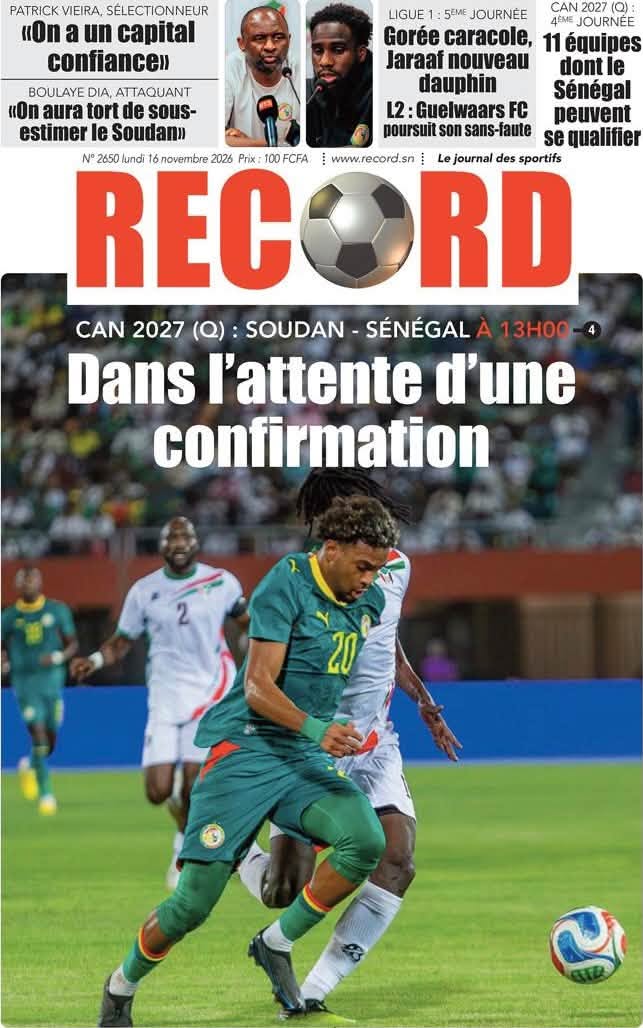 PATRICK VIEIRA, SÉLECTIONNEUR
«On a un capital
confiance»
BOULAYE DIA, ATTAQUANT
«On aura tort de sous-
estimer le Soudan»
LIGUE 1 : 5ÈME JOURNÉE
Gorée caracole,
Jaraaf nouveau
dauphin
L2 : Guelwaars FC
poursuit son sans-faute
CAN 2027 (Q) :
4ÈME JOURNÉE
11 équipes
dont le
Sénégal
peuvent
se qualifier
N° 2650 lundi 16 novembre 2026 Prix : 100 FCFA
www.record.sn
Le journal des sportifs
RECORD
CAN 2027 (Q) : SOUDAN - SÉNÉGAL À 13H00 4
Dans l'attente d'une
confirmation
2
20